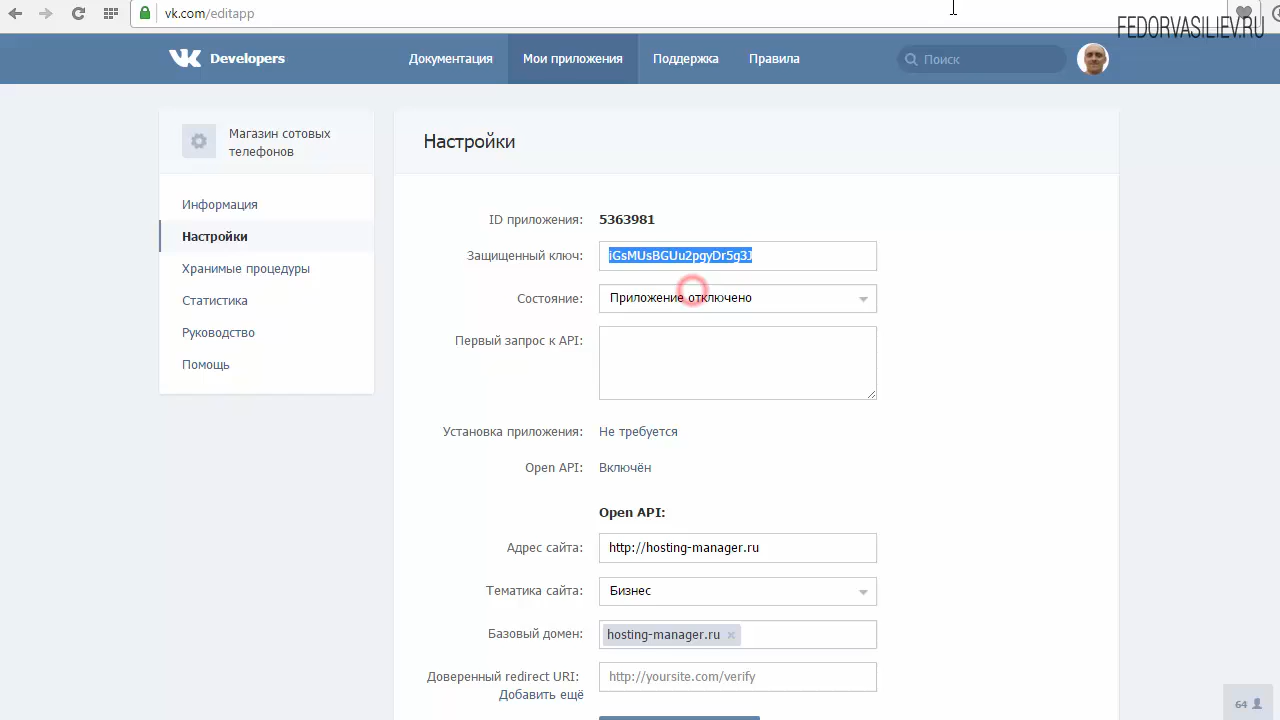 vk.com/editapp
FEDORVASILIEV.RU
Developers
Документация
Мои приложения
Поддержка
Правила
Поиск
Магазин сотовых
телефонов
Информация
Настройки
Хранимые процедуры
Статистика
Руководство
Помощь
Настройки
ID приложения: 5363981
Защищенный ключ: iGsMUsBGUu2pgyDr5g3J
Состояние: Приложение отключено
Первый запрос к API:
Установка приложения: Не требуется
Open API: Включён
Open API:
Адрес сайта: http://hosting-manager.ru
Тематика сайта: Бизнес
Базовый домен: hosting-manager.ru
Доверенный redirect URI: http://yoursite.com/verify
Добавить ещё
64